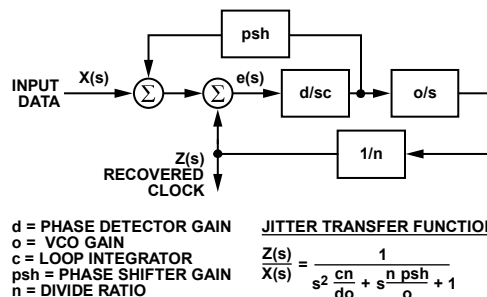 psh
X(s)
INPUT
DATA
Σ
Σ
e(s)
d/sc
o/s
1/n
Z(s)
RECOVERED
CLOCK
d = PHASE DETECTOR GAIN
o = VCO GAIN
c = LOOP INTEGRATOR
psh = PHASE SHIFTER GAIN
n = DIVIDE RATIO
JITTER TRANSFER FUNCTION
Z(s)/X(s) = 1/(s² cn/do + s n psh/o + 1)